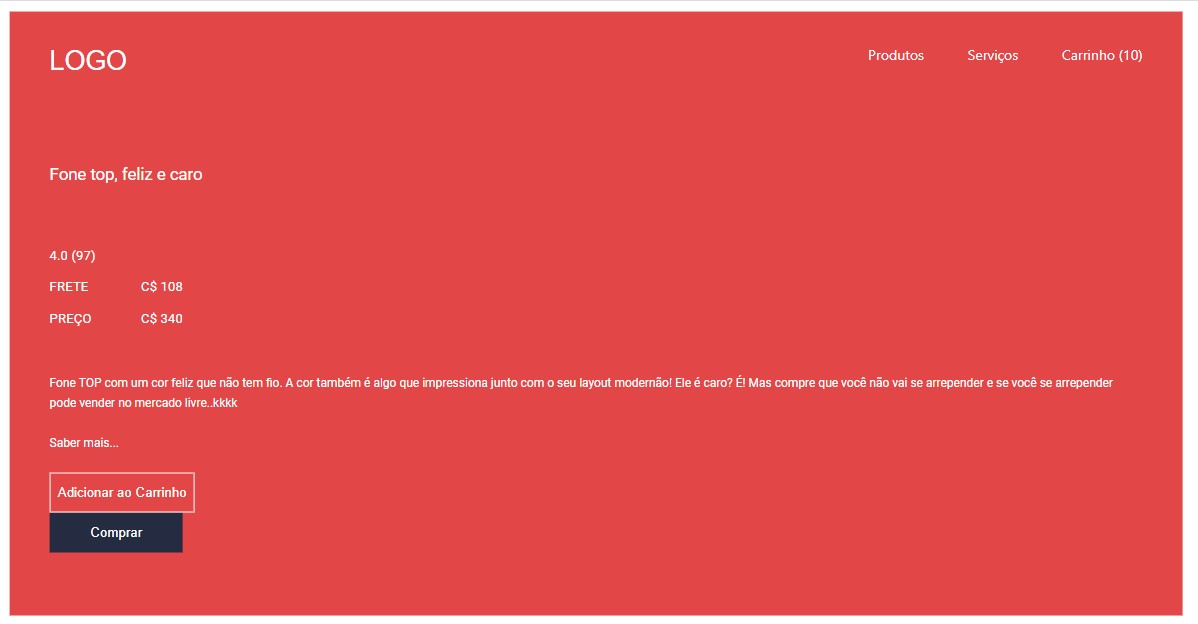 LOGO
Produtos Serviços Carrinho (10)
Fone top, feliz e caro
4.0 (97)
FRETE C$ 108
PREÇO C$ 340
Fone TOP com um cor feliz que não tem fio. A cor também é algo que impressiona junto com o seu layout modernão! Ele é caro? É! Mas compre que você não vai se arrepender e se você se arrepender
pode vender no mercado livre..kkkk
Saber mais...
Adicionar ao Carrinho
Comprar